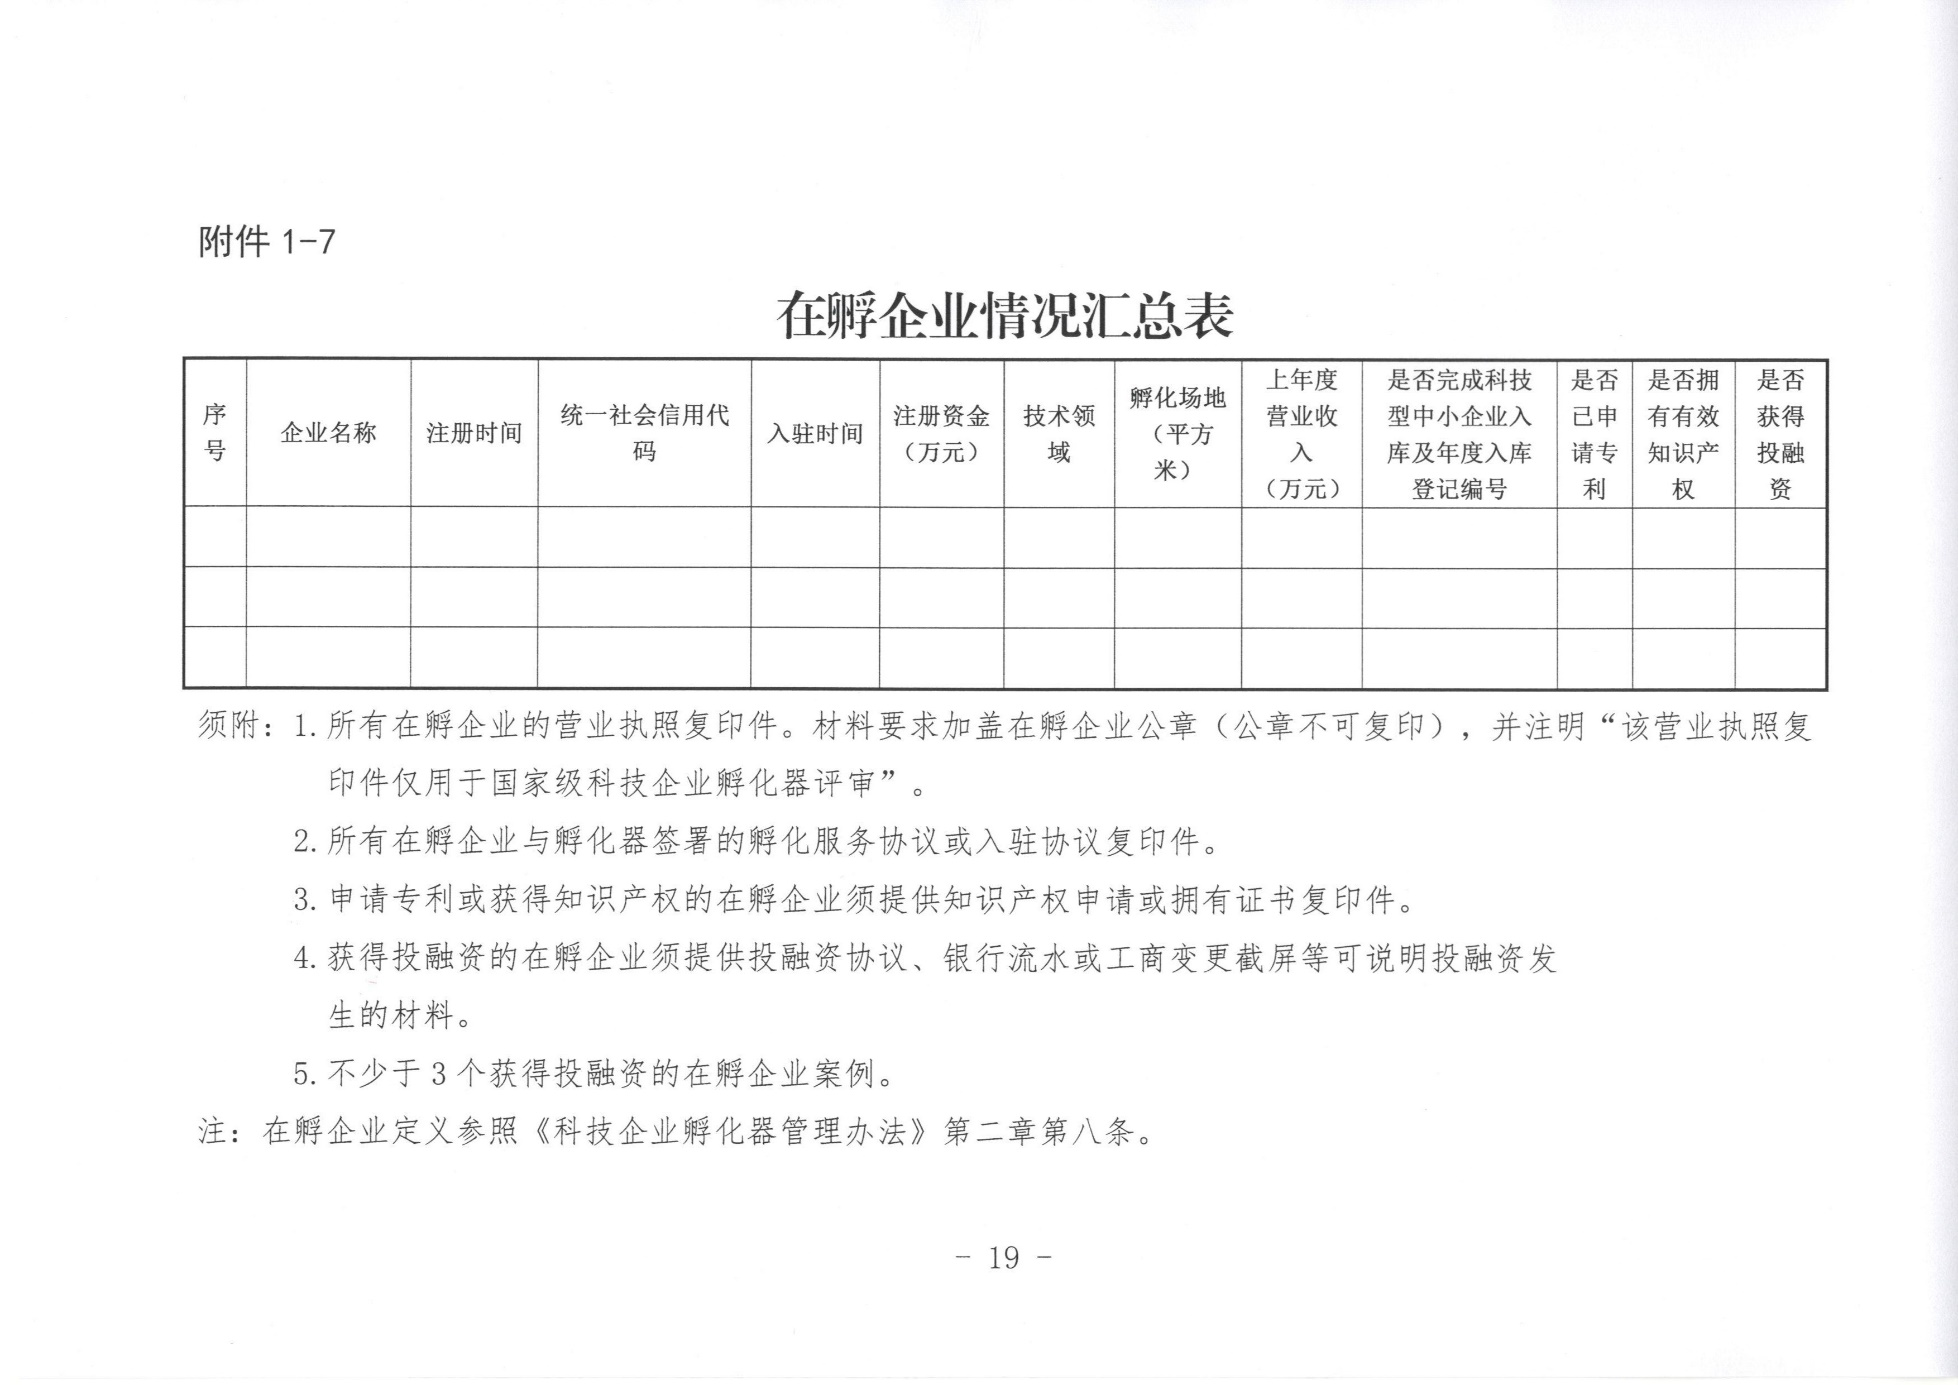 附件 1-7
在孵企业情况汇总表
序
号
企业名称
注册时间
统一社会信用代
码
入驻时间
注册资金
（万元）
技术领
域
孵化场地
（平方
米）
上年度
营业收
入
（万元）
是否完成科技
型中小企业入
库及年度入库
登记编号
是否
已申
请专
利
是否拥
有有效
知识产
权
是否
获得
投融
资
须附：1. 所有在孵企业的营业执照复印件。材料要求加盖在孵企业公章（公章不可复印），并注明“该营业执照复
印件仅用于国家级科技企业孵化器评审”。
2. 所有在孵企业与孵化器签署的孵化服务协议或入驻协议复印件。
3. 申请专利或获得知识产权的在孵企业须提供知识产权申请或拥有证书复印件。
4. 获得投融资的在孵企业须提供投融资协议、银行流水或工商变更截屏等可说明投融资发
生的材料。
5. 不少于 3 个获得投融资的在孵企业案例。
注：在孵企业定义参照《科技企业孵化器管理办法》第二章第八条。
- 19 -